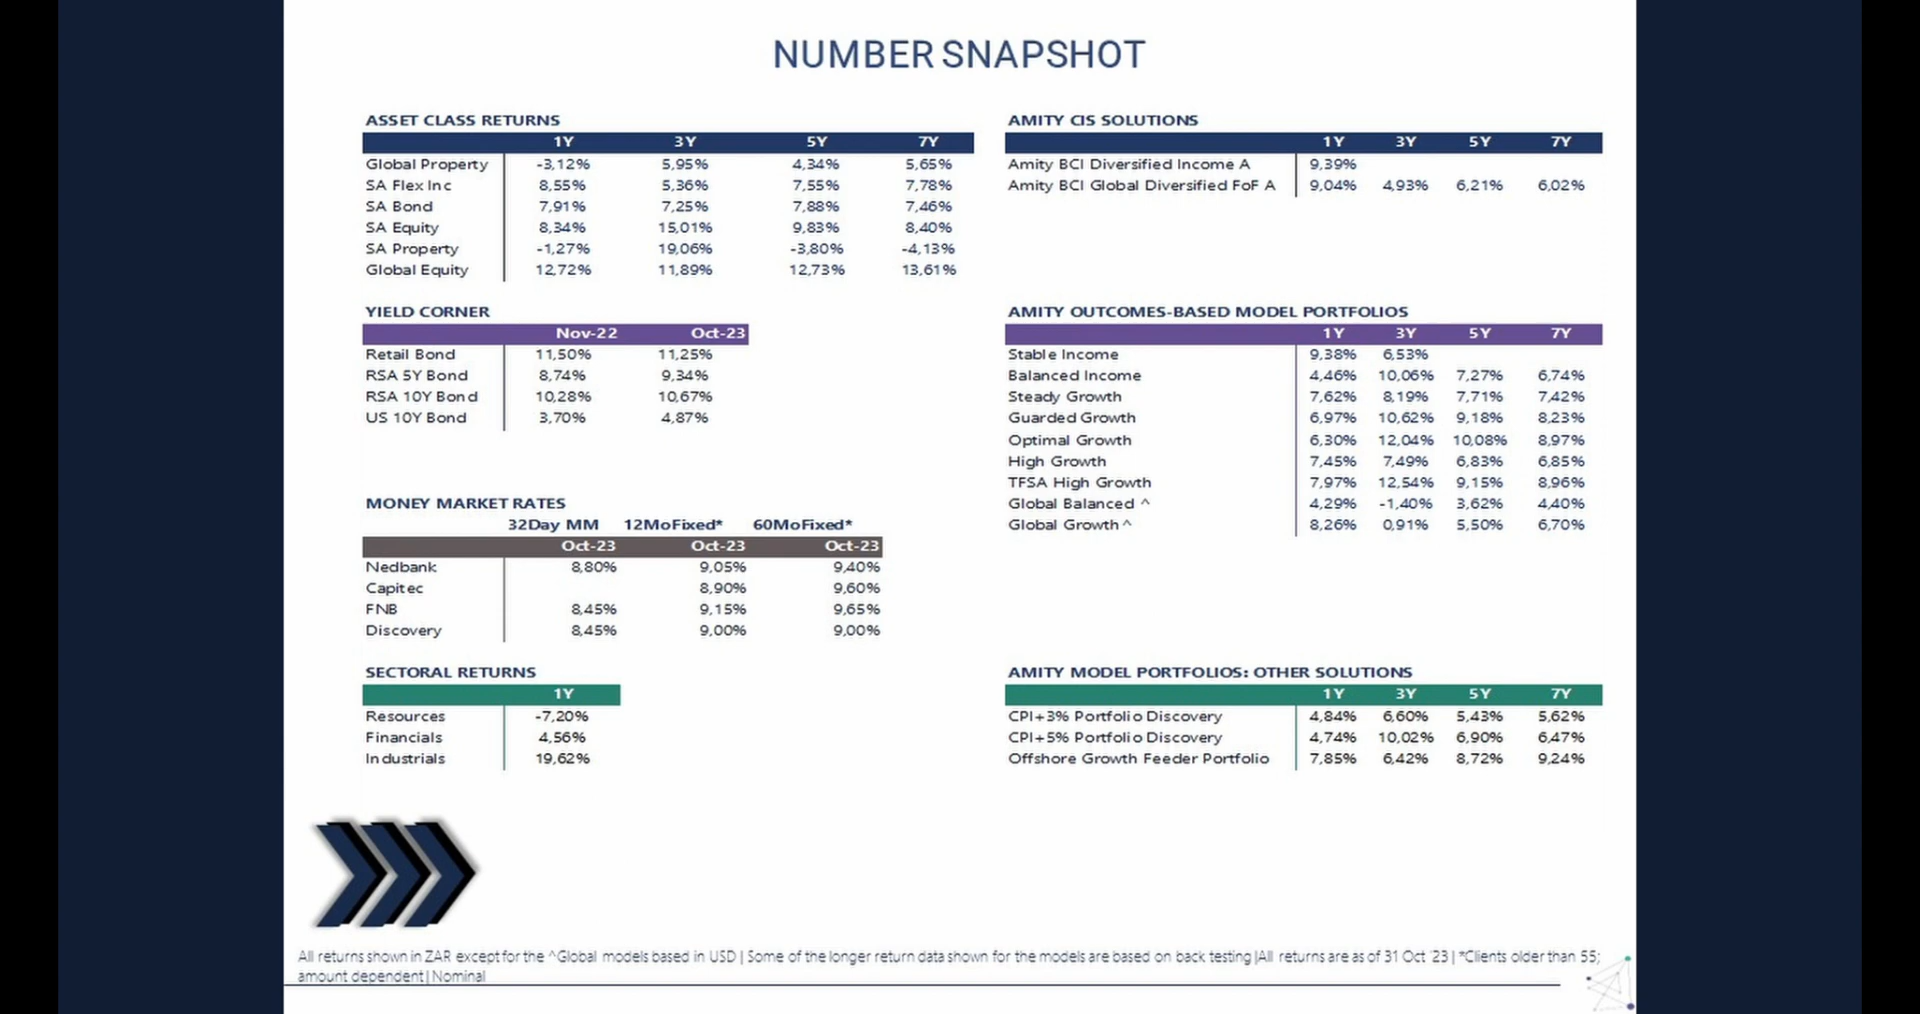 NUMBER SNAPSHOT
ASSET CLASS RETURNS
1Y 3Y 5Y 7Y
Global Property -3,12% 5,95% 4,34% 5,65%
SA Flex Inc 8,55% 5,36% 7,55% 7,78%
SA Bond 7,91% 7,25% 7,88% 7,46%
SA Equity 8,34% 15,01% 9,83% 8,40%
SA Property -1,27% 19,06% -3,80% -4,13%
Global Equity 12,72% 11,89% 12,73% 13,61%
AMITY CIS SOLUTIONS
1Y 3Y 5Y 7Y
Amity BCI Diversified Income A 9,39%
Amity BCI Global Diversified FoF A 9,04% 4,93% 6,21% 6,02%
YIELD CORNER
Nov-22 Oct-23
Retail Bond 11,50% 11,25%
RSA 5Y Bond 8,74% 9,34%
RSA 10Y Bond 10,28% 10,67%
US 10Y Bond 3,70% 4,87%
AMITY OUTCOMES-BASED MODEL PORTFOLIOS
1Y 3Y 5Y 7Y
Stable Income 9,38% 6,53%
Balanced Income 4,46% 10,06% 7,27% 6,74%
Steady Growth 7,62% 8,19% 7,71% 7,42%
Guarded Growth 6,97% 10,62% 9,18% 8,23%
Optimal Growth 6,30% 12,04% 10,08% 8,97%
High Growth 7,45% 7,49% 6,83% 6,85%
TFSA High Growth 7,97% 12,54% 9,15% 8,96%
Global Balanced ^ 4,29% -1,40% 3,62% 4,40%
Global Growth ^ 8,26% 0,91% 5,50% 6,70%
MONEY MARKET RATES
32Day MM 12MoFixed* 60MoFixed*
Oct-23 Oct-23 Oct-23
Nedbank 8,80% 9,05% 9,40%
Capitec 8,90% 9,60%
FNB 8,45% 9,15% 9,65%
Discovery 8,45% 9,00% 9,00%
SECTORAL RETURNS
1Y
Resources -7,20%
Financials 4,56%
Industrials 19,62%
AMITY MODEL PORTFOLIOS: OTHER SOLUTIONS
1Y 3Y 5Y 7Y
CPI+3% Portfolio Discovery 4,84% 6,60% 5,43% 5,62%
CPI+5% Portfolio Discovery 4,74% 10,02% 6,90% 6,47%
Offshore Growth Feeder Portfolio 7,85% 6,42% 8,72% 9,24%
All returns shown in ZAR except for the ^Global models based in USD | Some of the longer return data shown for the models are based on back testing |All returns are as of 31 Oct '23 | *Clients older than 55;
amount dependent | Nominal